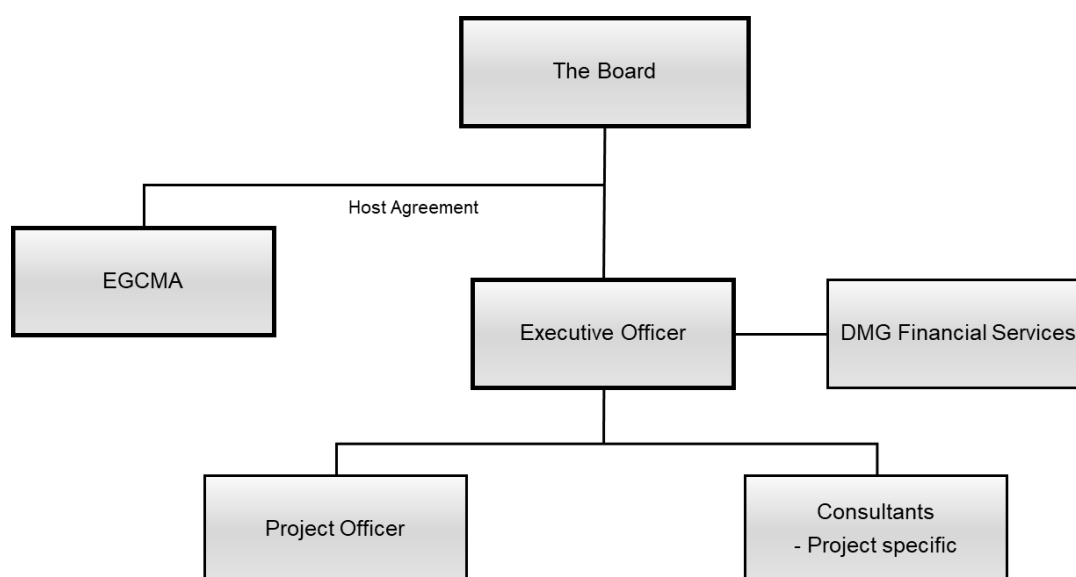 The Board
Host Agreement
EGCMA
Executive Officer
DMG Financial Services
Project Officer
Consultants
- Project specific